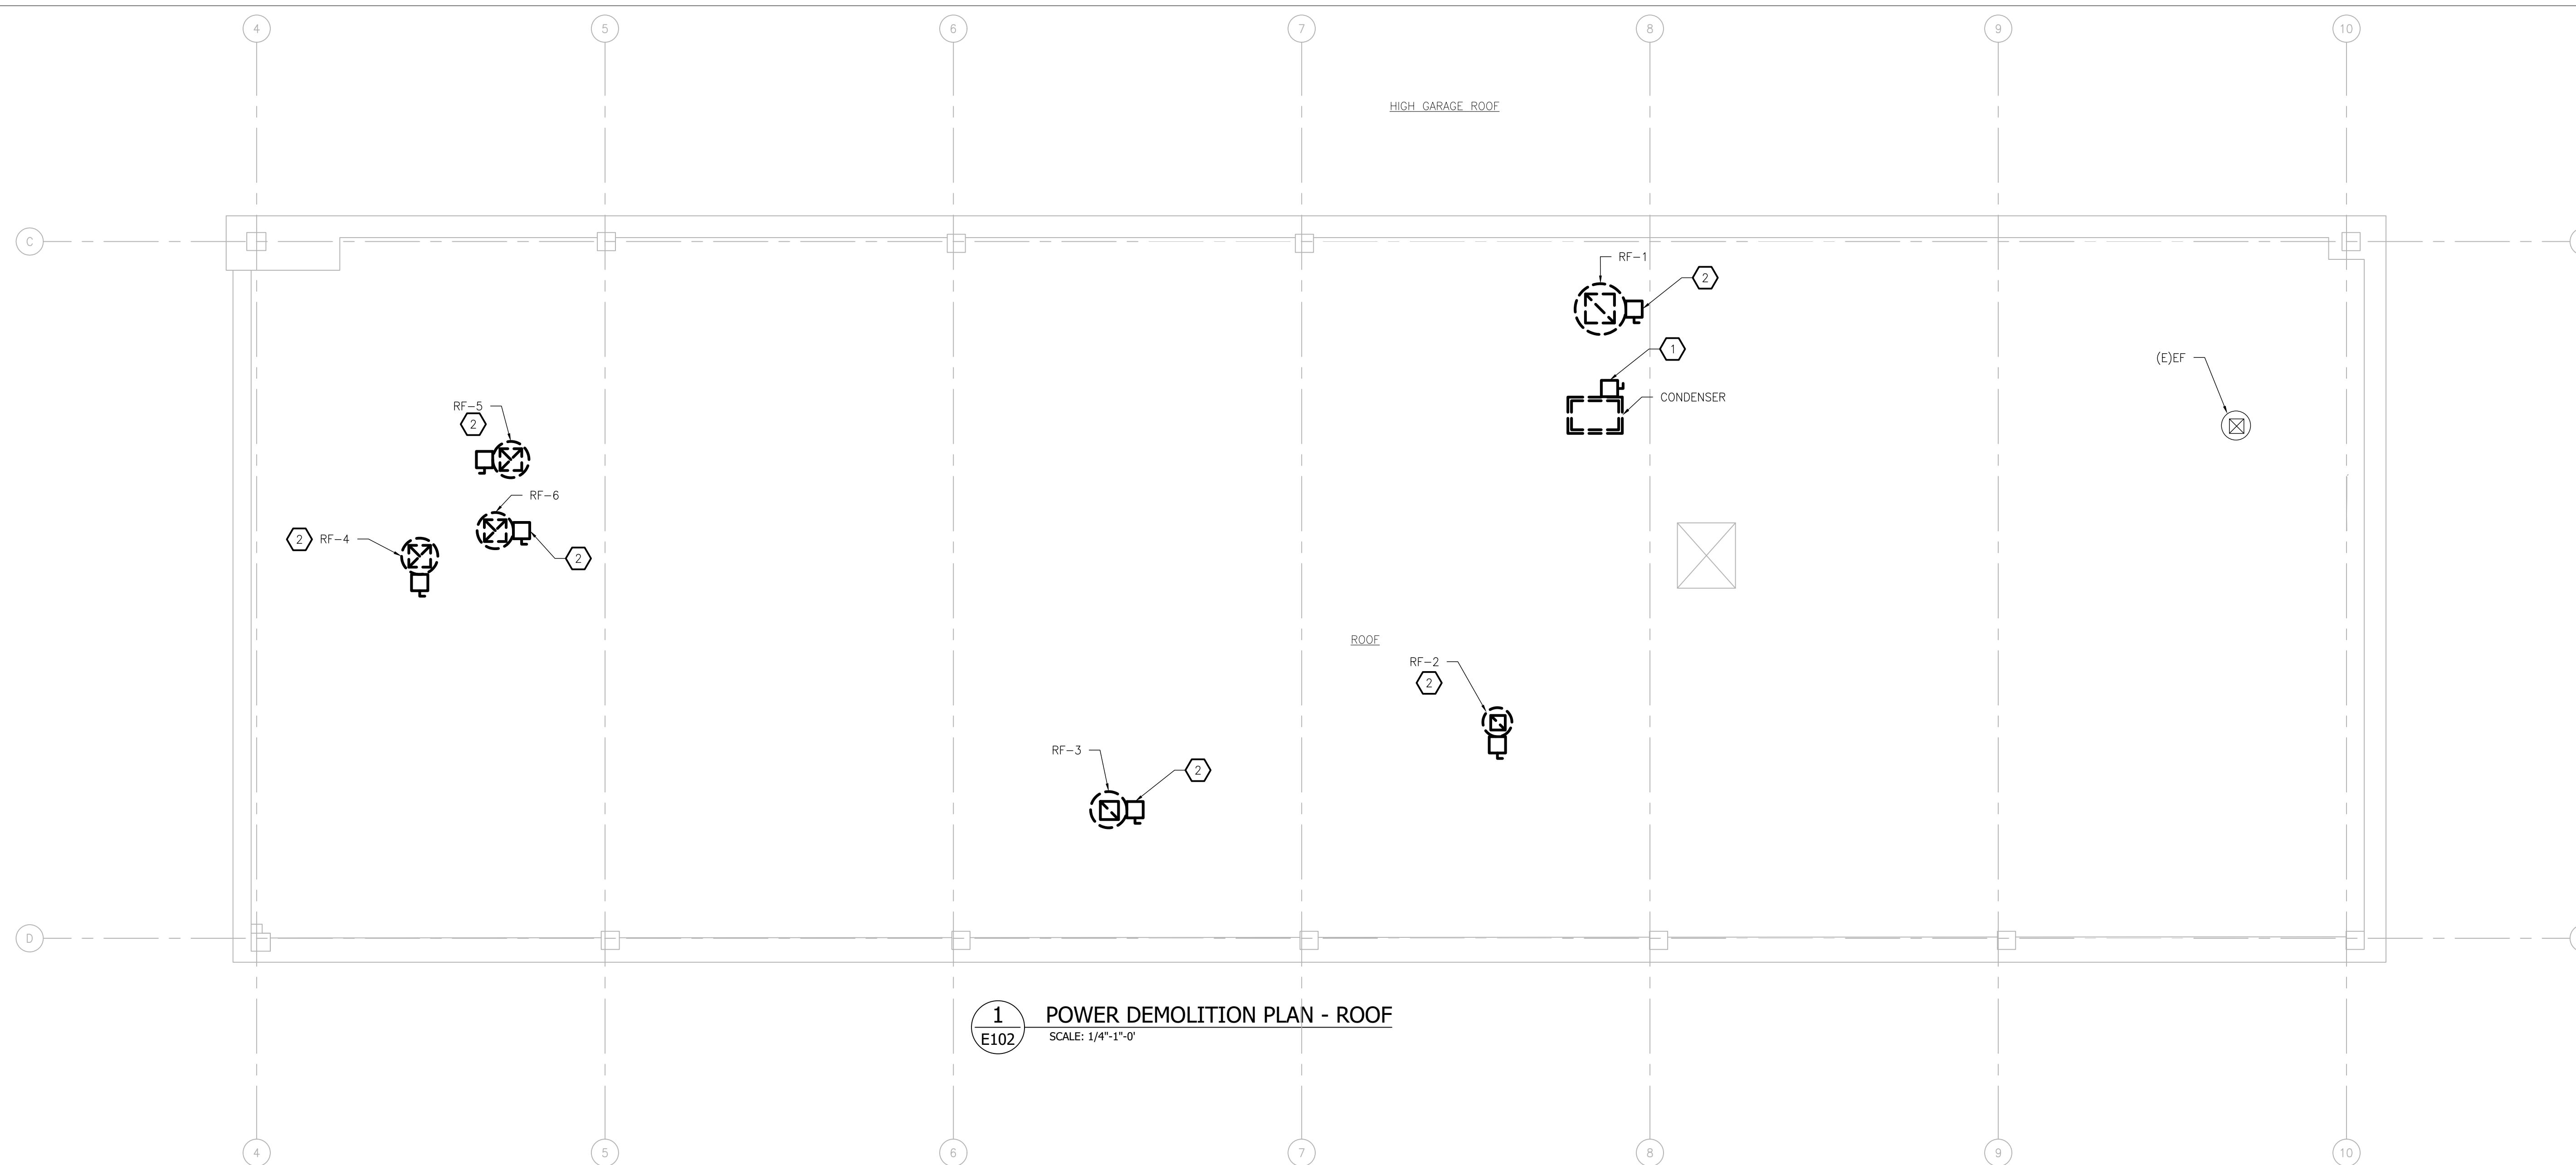 4 5 6 7 8 9 10
HIGH GARAGE ROOF
C
RF-1
2
1
CONDENSER
(E)EF
RF-5
2
RF-6
2
2 RF-4
ROOF
RF-2
2
RF-3
2
D
1
E102
POWER DEMOLITION PLAN - ROOF
SCALE: 1/4"-1"-0'
4 5 6 7 8 9 10